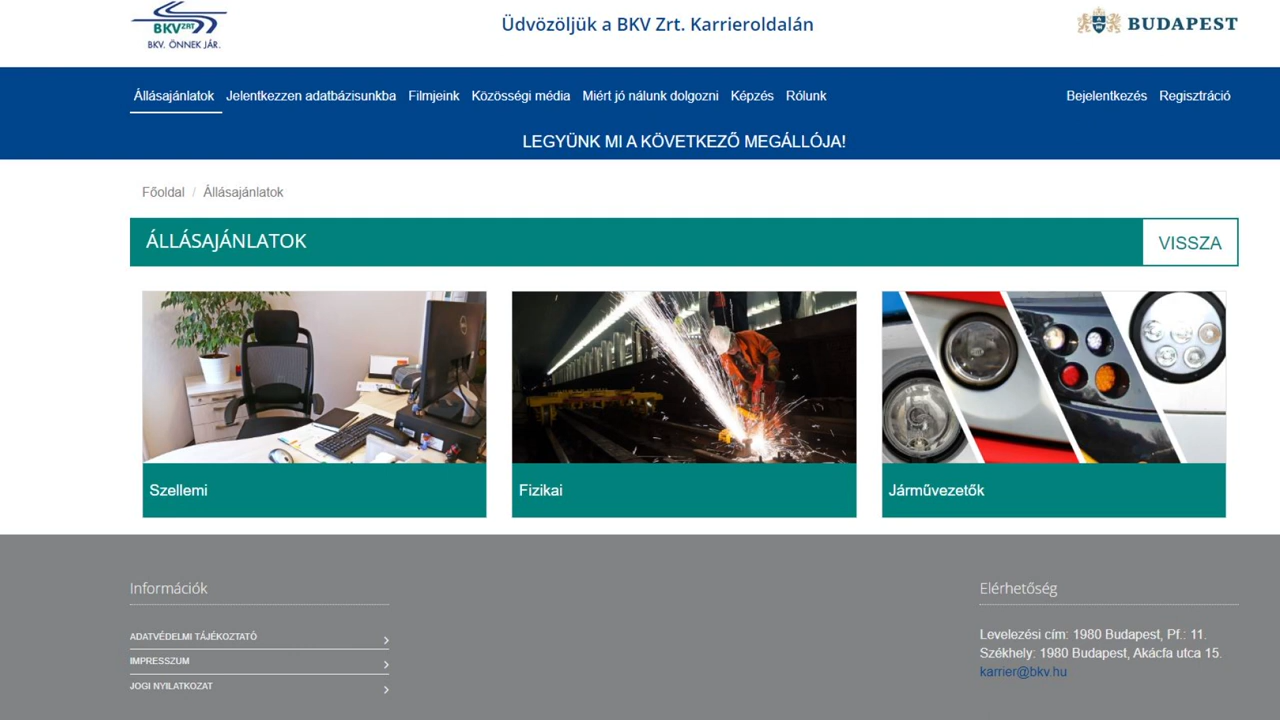 BKV ZRT
BKV. ÖNNEK JÁR.
Üdvözöljük a BKV Zrt. Karrieroldalán
BUDAPEST
Állásajánlatok Jelentkezzen adatbázisunkba Filmjeink Közösségi média Miért jó nálunk dolgozni Képzés Rólunk Bejelentkezés Regisztráció
LEGYÜNK MI A KÖVETKEZŐ MEGÁLLÓJA!
Főoldal / Állásajánlatok
ÁLLÁSAJÁNLATOK VISSZA
Szellemi Fizikai Járművezetők
Információk
ADATVÉDELMI TÁJÉKOZTATÓ
IMPRESSZUM
JOGI NYILATKOZAT
Elérhetőség
Levelezési cím: 1980 Budapest, Pf.: 11.
Székhely: 1980 Budapest, Akácfa utca 15.
karrier@bkv.hu